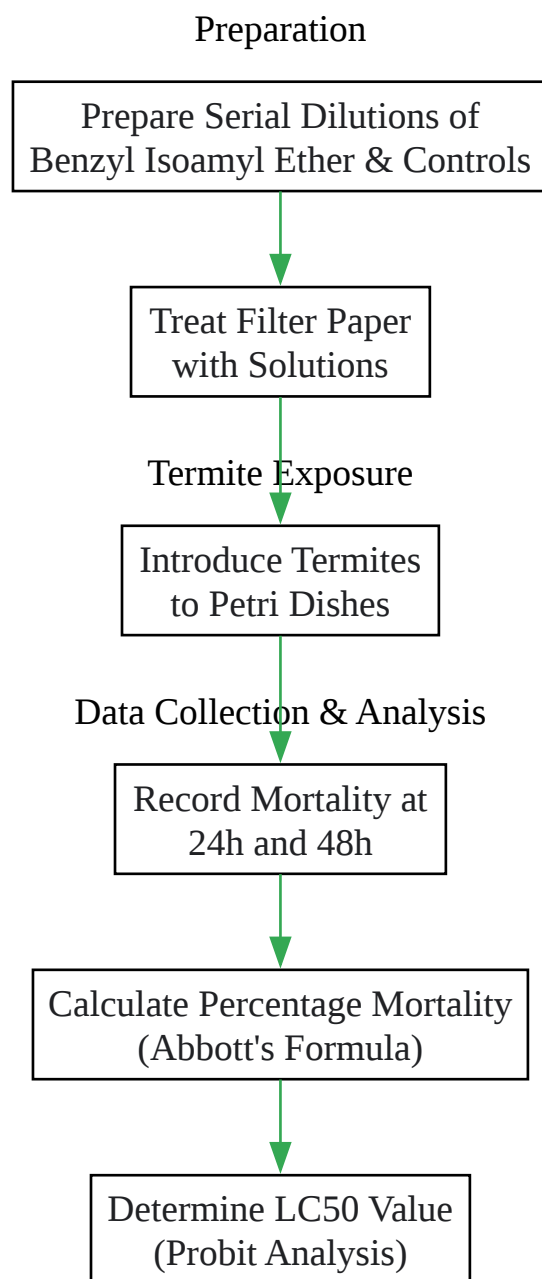 Preparation
Prepare Serial Dilutions of
Benzyl Isoamyl Ether & Controls
Treat Filter Paper
with Solutions
Termite Exposure
Introduce Termites
to Petri Dishes
Data Collection & Analysis
Record Mortality at
24h and 48h
Calculate Percentage Mortality
(Abbott's Formula)
Determine LC50 Value
(Probit Analysis)